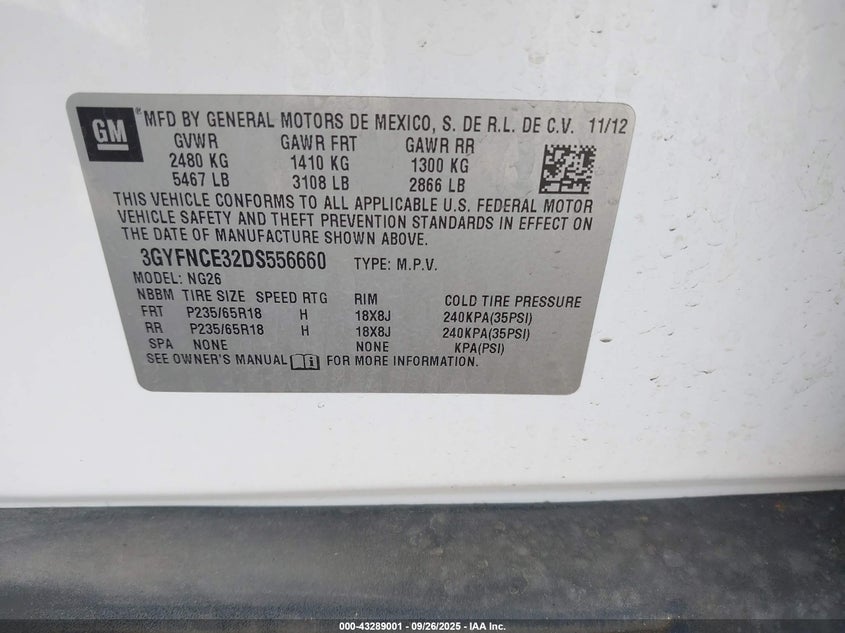 GM
® MFD BY GENERAL MOTORS DE MEXICO, S. DE R.L. DE C.V. 11/12
GVWR GAWR FRT GAWR RR
2480 KG 1410 KG 1300 KG
5467 LB 3108 LB 2866 LB
THIS VEHICLE CONFORMS TO ALL APPLICABLE U.S. FEDERAL MOTOR
VEHICLE SAFETY AND THEFT PREVENTION STANDARDS IN EFFECT ON
THE DATE OF MANUFACTURE SHOWN ABOVE.
3GYFNCE32DS556660 TYPE: M.P.V.
MODEL: NG26
NBBM TIRE SIZE SPEED RTG RIM COLD TIRE PRESSURE
FRT P235/65R18 H 18X8J 240KPA(35PSI)
RR P235/65R18 H 18X8J 240KPA(35PSI)
SPA NONE NONE KPA(PSI)
SEE OWNER'S MANUAL FOR MORE INFORMATION.
000-43289001 - 09/26/2025 - IAA Inc.